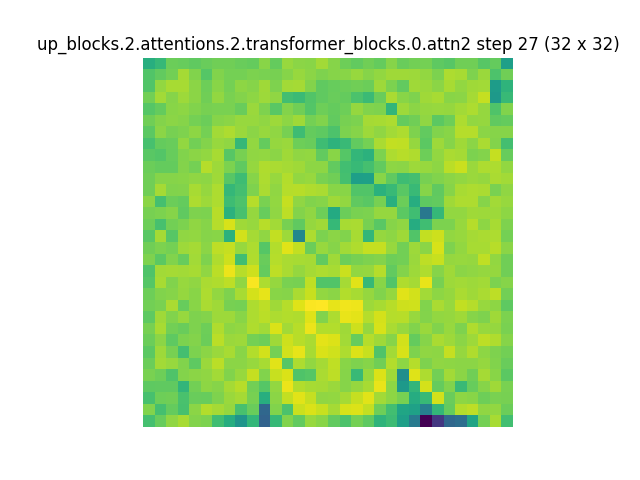 up_blocks.2.attentions.2.transformer_blocks.0.attn2 step 27 (32 x 32)